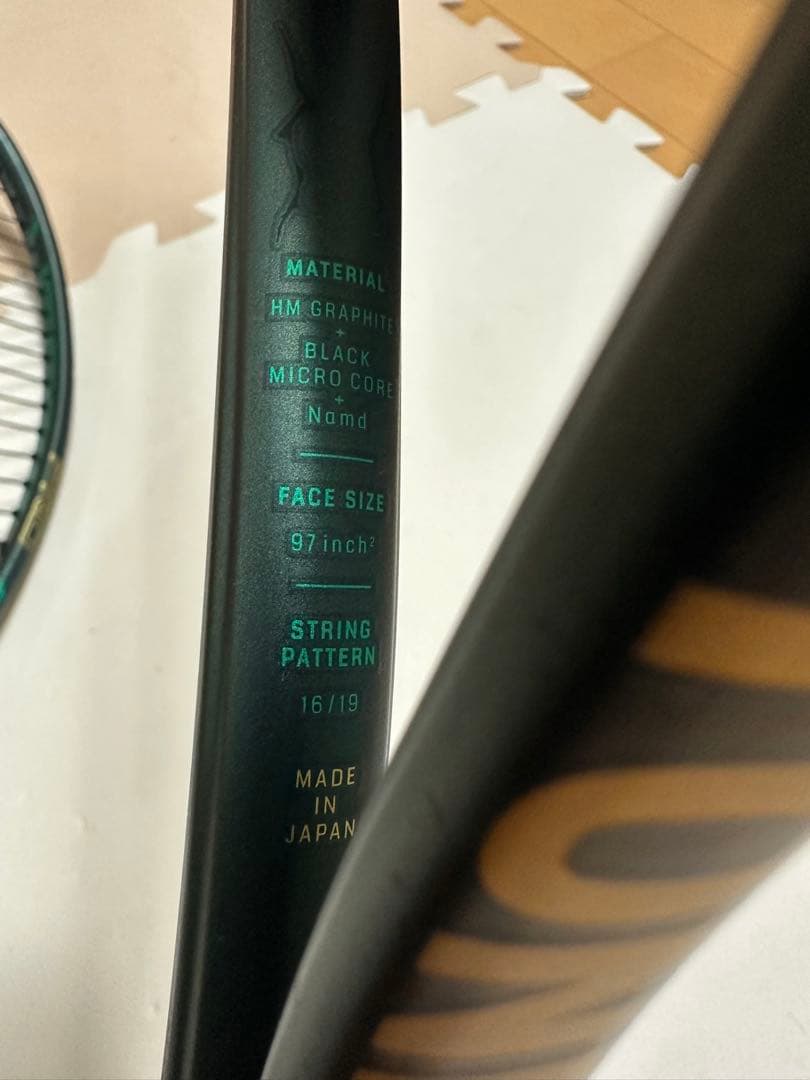 MATERIAL
HM GRAPHITE
+
BLACK
MICRO CORE
+
Namd
FACE SIZE
97 inch²
STRING
PATTERN
16/19
MADE
IN
JAPAN